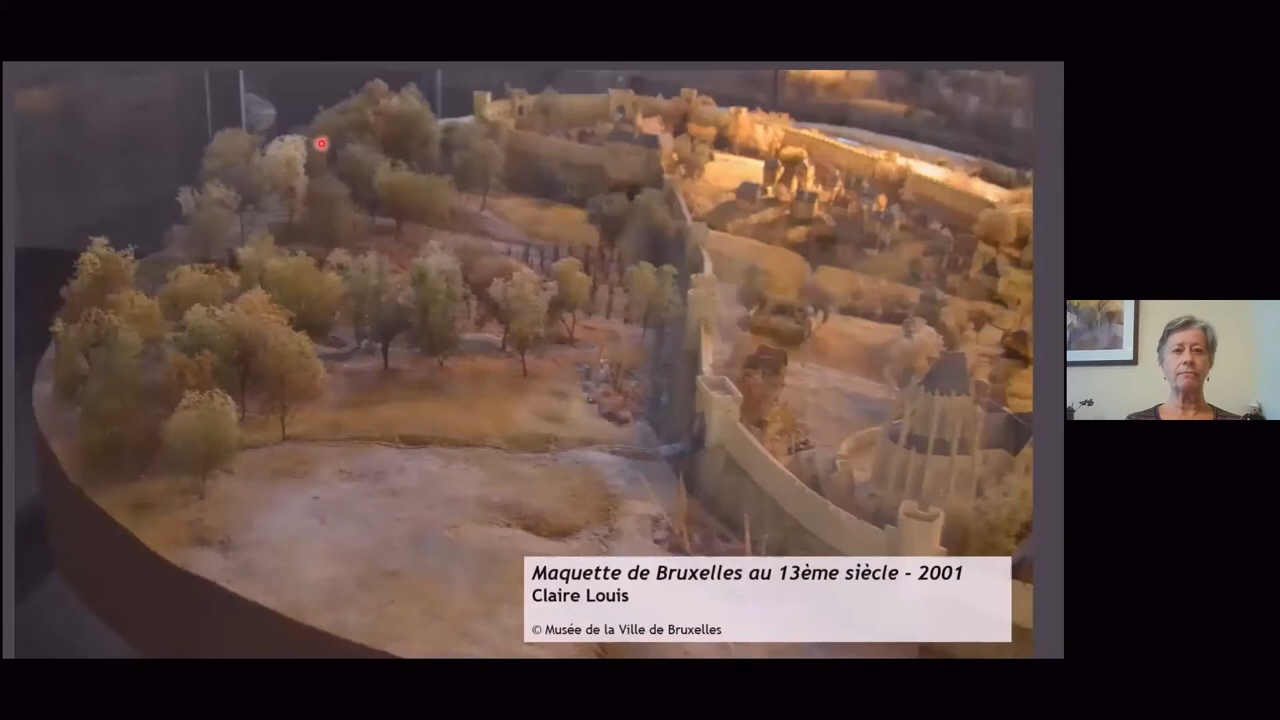 Maquette de Bruxelles au 13ème siècle - 2001
Claire Louis
© Musée de la Ville de Bruxelles